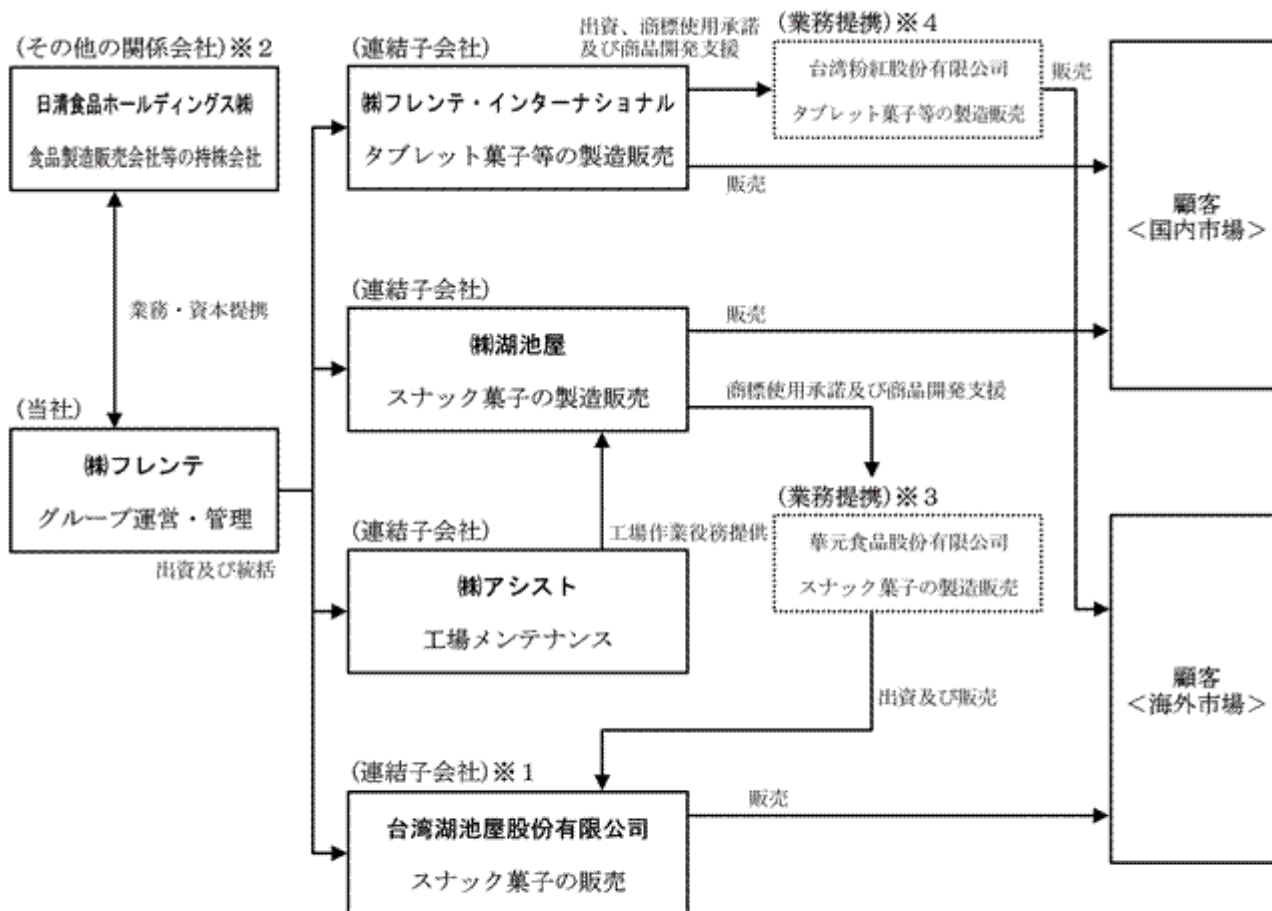 (その他の関係会社)※2
日清食品ホールディングス㈱
食品製造販売会社等の持株会社
業務・資本提携
(当社)
㈱フレンテ
グループ運営・管理
出資及び統括
(連結子会社)
㈱フレンテ・インターナショナル
タブレット菓子等の製造販売
出資、商標使用承諾
及び商品開発支援
(業務提携)※4
台湾粉紅股份有限公司
タブレット菓子等の製造販売
販売
販売
顧客
＜国内市場＞
(連結子会社)
㈱湖池屋
スナック菓子の製造販売
販売
商標使用承諾及び商品開発支援
(業務提携)※3
華元食品股份有限公司
スナック菓子の製造販売
工場作業役務提供
(連結子会社)
㈱アシスト
工場メンテナンス
出資及び販売
顧客
＜海外市場＞
(連結子会社)※1
台湾湖池屋股份有限公司
スナック菓子の販売
販売